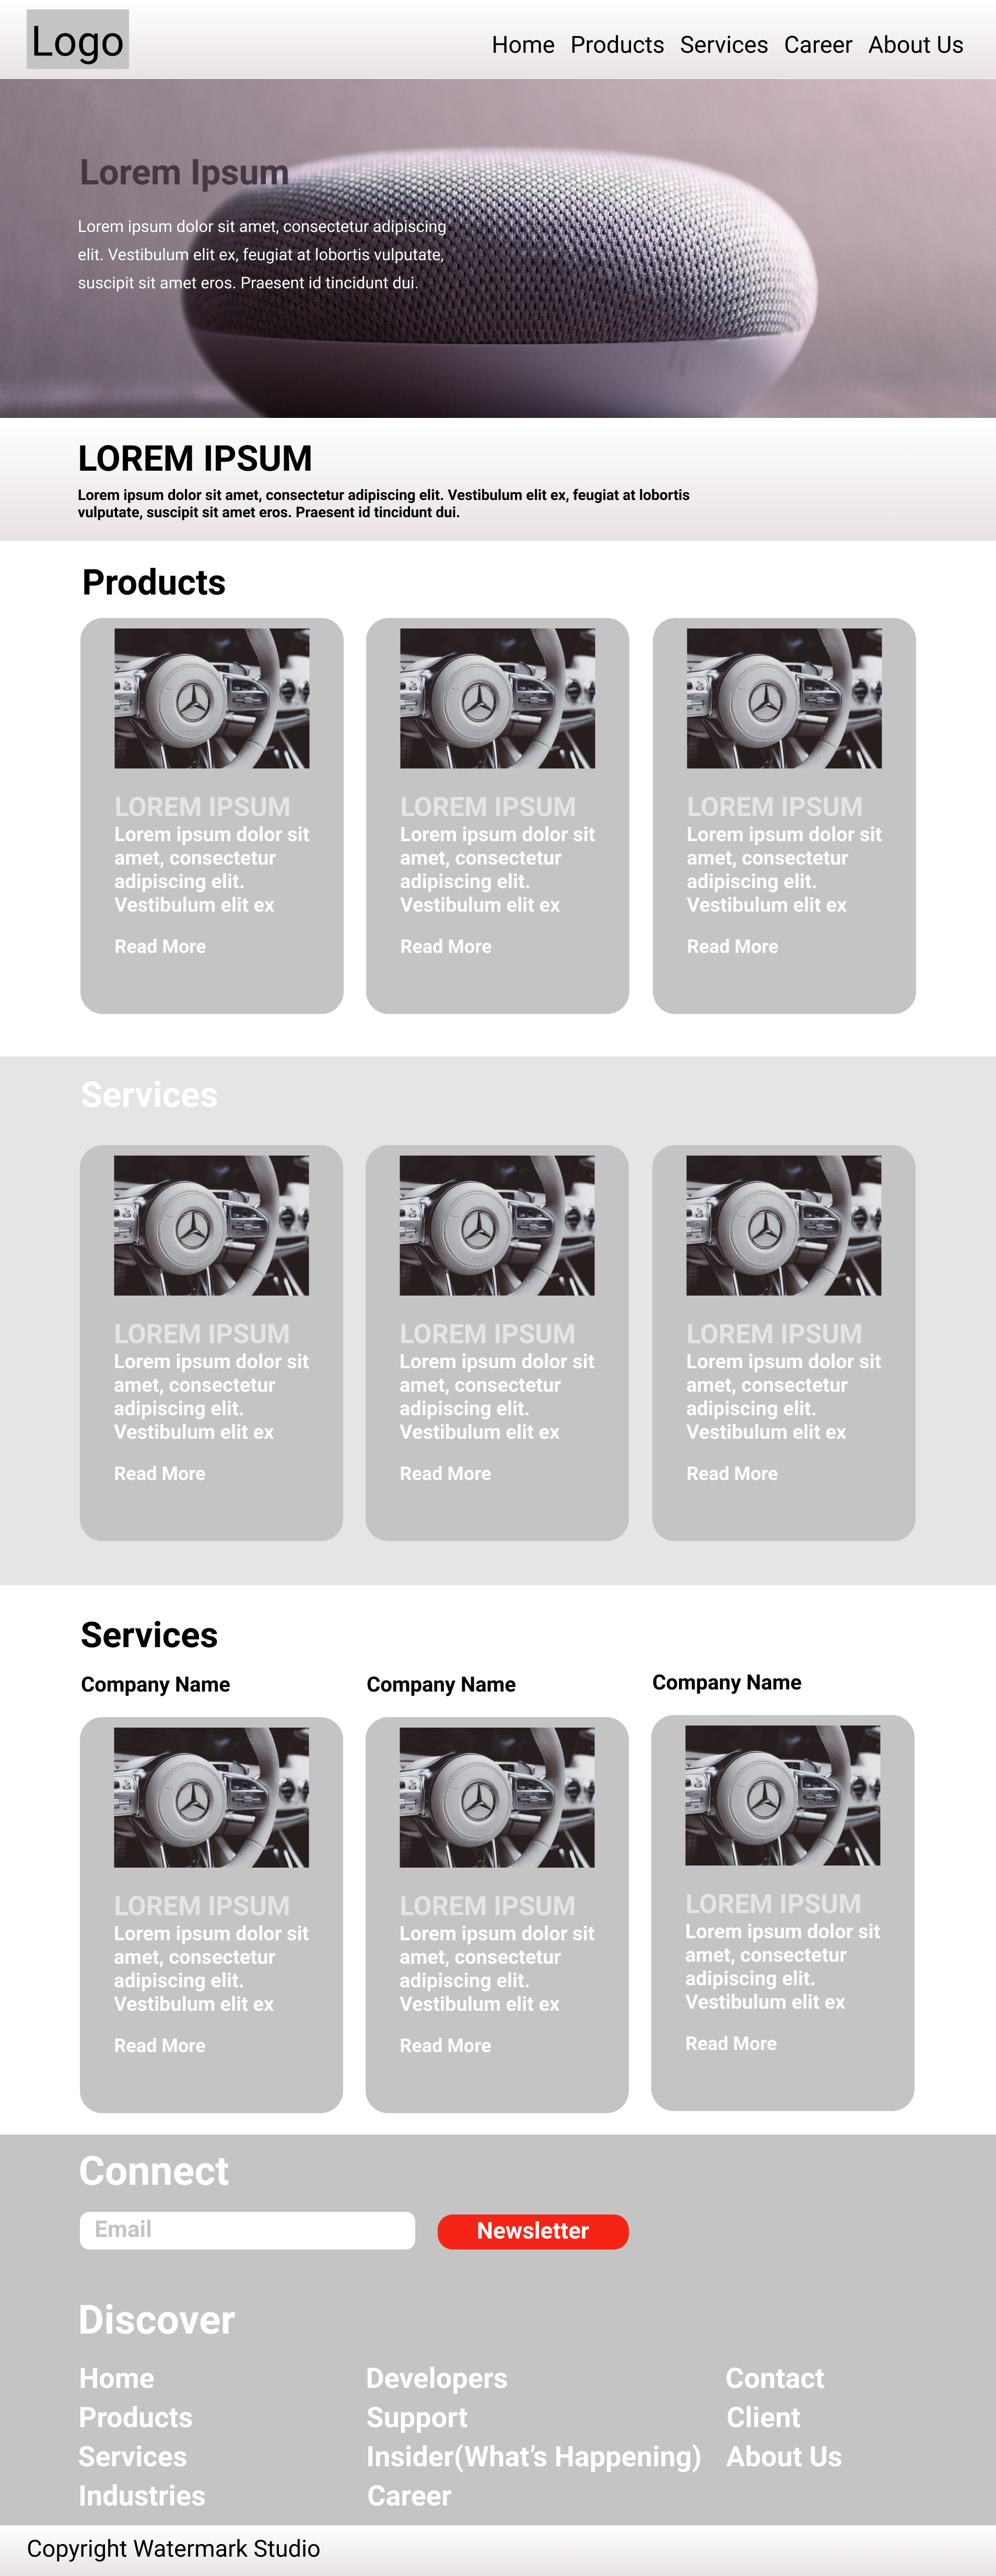 Logo
Home Products Services Career About Us
Lorem Ipsum
Lorem ipsum dolor sit amet, consectetur adipiscing
elit. Vestibulum elit ex, feugiat at lobortis vulputate,
suscipit sit amet eros. Praesent id tincidunt dui.
LOREM IPSUM
Lorem ipsum dolor sit amet, consectetur adipiscing elit. Vestibulum elit ex, feugiat at lobortis
vulputate, suscipit sit amet eros. Praesent id tincidunt dui.
Products
LOREM IPSUM
Lorem ipsum dolor sit
amet, consectetur
adipiscing elit.
Vestibulum elit ex
Read More
LOREM IPSUM
Lorem ipsum dolor sit
amet, consectetur
adipiscing elit.
Vestibulum elit ex
Read More
LOREM IPSUM
Lorem ipsum dolor sit
amet, consectetur
adipiscing elit.
Vestibulum elit ex
Read More
Services
LOREM IPSUM
Lorem ipsum dolor sit
amet, consectetur
adipiscing elit.
Vestibulum elit ex
Read More
LOREM IPSUM
Lorem ipsum dolor sit
amet, consectetur
adipiscing elit.
Vestibulum elit ex
Read More
LOREM IPSUM
Lorem ipsum dolor sit
amet, consectetur
adipiscing elit.
Vestibulum elit ex
Read More
Services
Company Name
LOREM IPSUM
Lorem ipsum dolor sit
amet, consectetur
adipiscing elit.
Vestibulum elit ex
Read More
Company Name
LOREM IPSUM
Lorem ipsum dolor sit
amet, consectetur
adipiscing elit.
Vestibulum elit ex
Read More
Company Name
LOREM IPSUM
Lorem ipsum dolor sit
amet, consectetur
adipiscing elit.
Vestibulum elit ex
Read More
Connect
Email
Newsletter
Discover
Home
Products
Services
Industries
Developers
Support
Insider(What’s Happening)
Career
Contact
Client
About Us
Copyright Watermark Studio